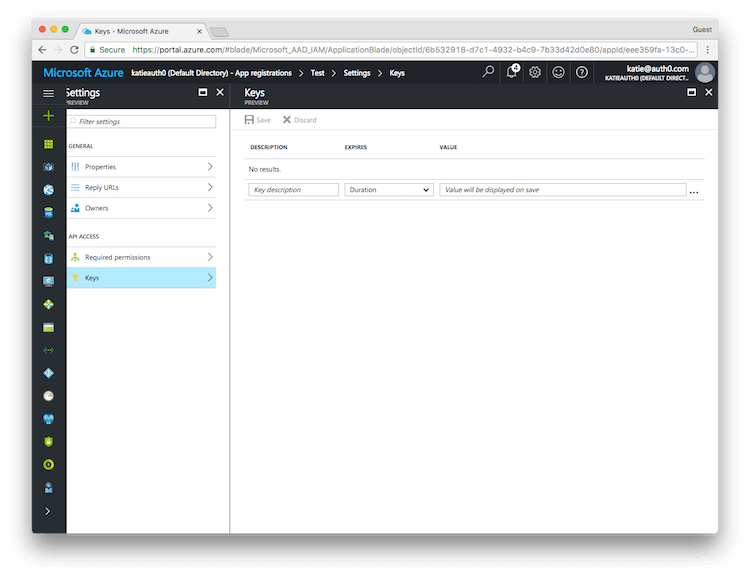 Keys - Microsoft Azure
Guest
Secure https://portal.azure.com/#blade/Microsoft_AAD_IAM/ApplicationBlade/objectId/6b532918-d7c1-4932-b4c9-7b33d42d0e80/appId/eee359fa-13c0-...
Microsoft Azure katieauth0 (Default Directory) - App registrations > Test > Settings > Keys
4
katie@auth0.com
KATIEAUTH0 (DEFAULT DIRECT...
Settings
PREVIEW
Keys
PREVIEW
Filter settings
Save Discard
GENERAL
Properties
Reply URLs
Owners
API ACCESS
Required permissions
Keys
DESCRIPTION EXPIRES VALUE
No results.
Key description Duration Value will be displayed on save ...